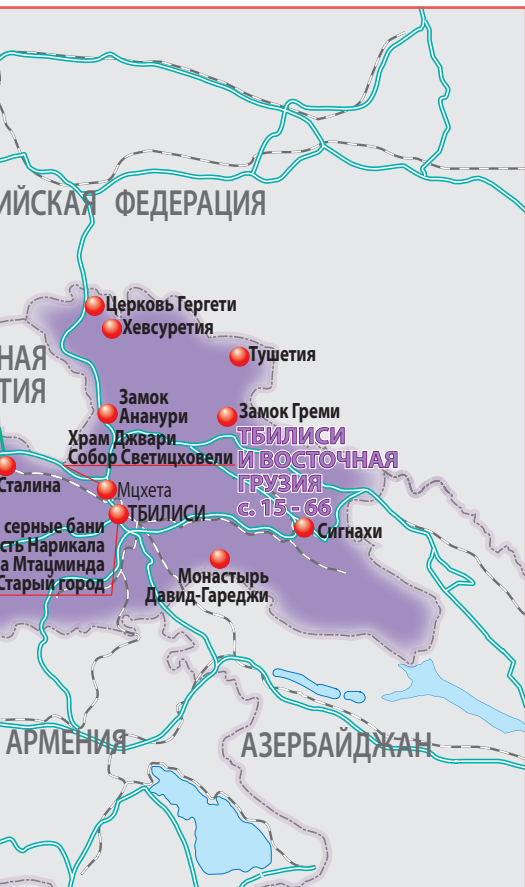 ИЙСКАЯ ФЕДЕРАЦИЯ
Церковь Гергети
Хевсуретия
НАЯ
ТИЯ
Тушетия
Замок
Ананури
Замок Греми
Храм Джвари
Собор Светицховели
ТБИЛИСИ
И ВОСТОЧНАЯ
ГРУЗИЯ
с. 15 - 66
Сталина
Мцхета
ТБИЛИСИ
Сигнахи
серные бани
сть Нарикала
а Мтацминда
Старый город
Монастырь
Давид-Гареджи
АРМЕНИЯ
АЗЕРБАЙДЖАН